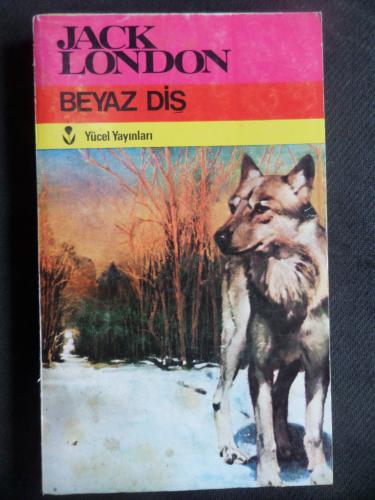 JACK
LONDON
BEYAZ DİŞ
Yücel Yayınları